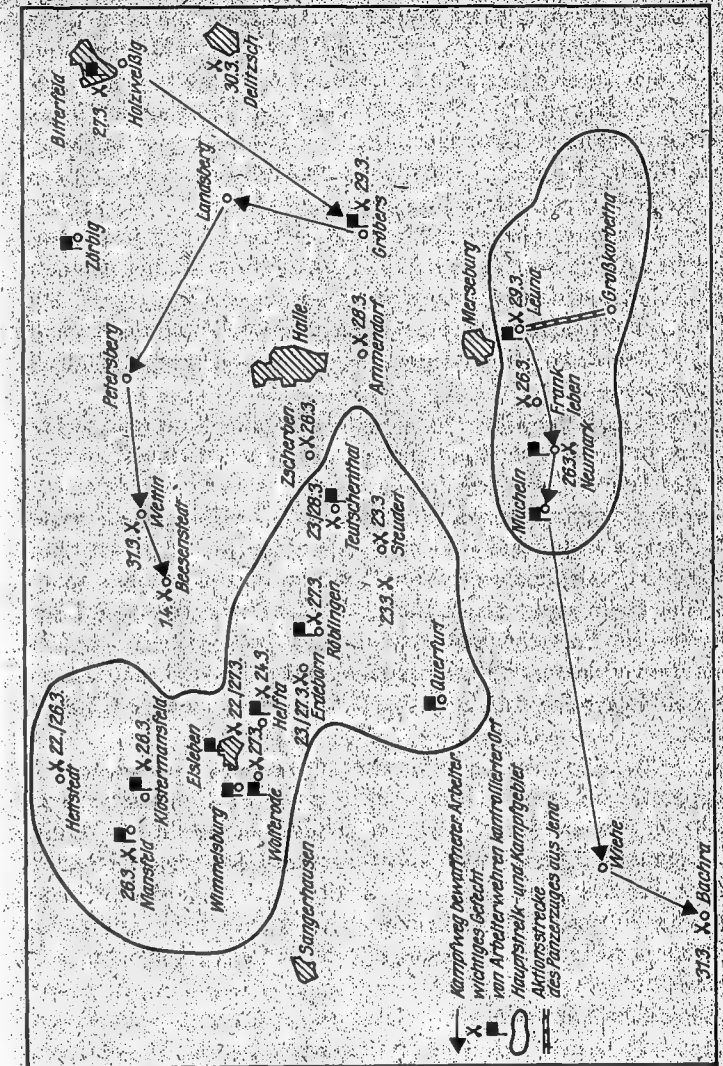 Bitterfeld
27.3.
Holzweißig
30.3.
Delitzsch
Zörbig
Landsberg
29.3.
Gröbers
Petersberg
Halle
28.3.
Ammendorf
Merseburg
29.3.
Leuna
Großkorbetha
26.3.
Frank-
leben
26.3.
Neumark
Mücheln
31.3.
Wettin
1.4.
Beesenstedt
Zscherben
26.3.
23./28.3.
Teutschenthal
23.3.
Steuden
23.3.
27.3.
Röblingen
23./27.3.
Erdeborn
Querfurt
Hettstedt
22./26.3.
26.3.
Klostermansfeld
26.3.
Mansfeld
Eisleben
22./27.3.
24.3.
Helfta
Wimmelburg
27.3.
Wolferode
Sangerhausen
Wiehe
31.3.
Bachra
Kampfweg bewaffneter Arbeiter
wichtiges Gefecht
von Arbeiterwehren kontrollierter Ort
Hauptstreik- und Kampfgebiet
Aktionsstrecke
des Panzerzuges aus Jena